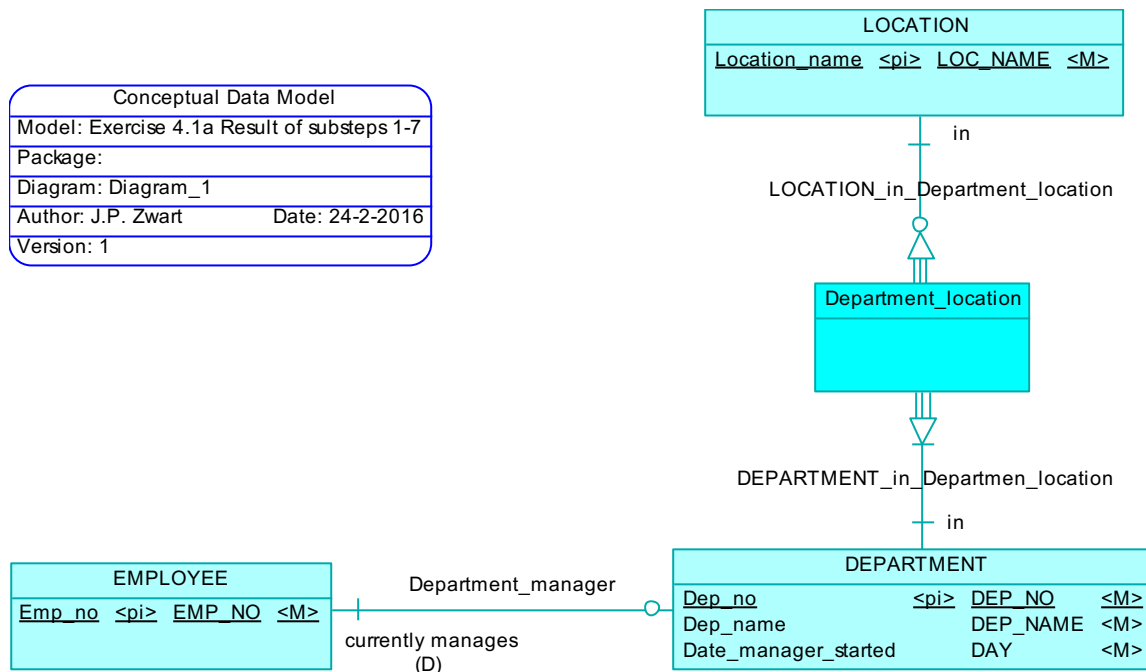 LOCATION
Location_name <pi> LOC_NAME <M>
Conceptual Data Model
Model: Exercise 4.1a Result of substeps 1-7
Package:
Diagram: Diagram_1
Author: J.P. Zwart Date: 24-2-2016
Version: 1
in
LOCATION_in_Department_location
Department_location
DEPARTMENT_in_Departmen_location
in
EMPLOYEE
Emp_no <pi> EMP_NO <M>
Department_manager
currently manages
(D)
DEPARTMENT
Dep_no <pi> DEP_NO <M>
Dep_name DEP_NAME <M>
Date_manager_started DAY <M>